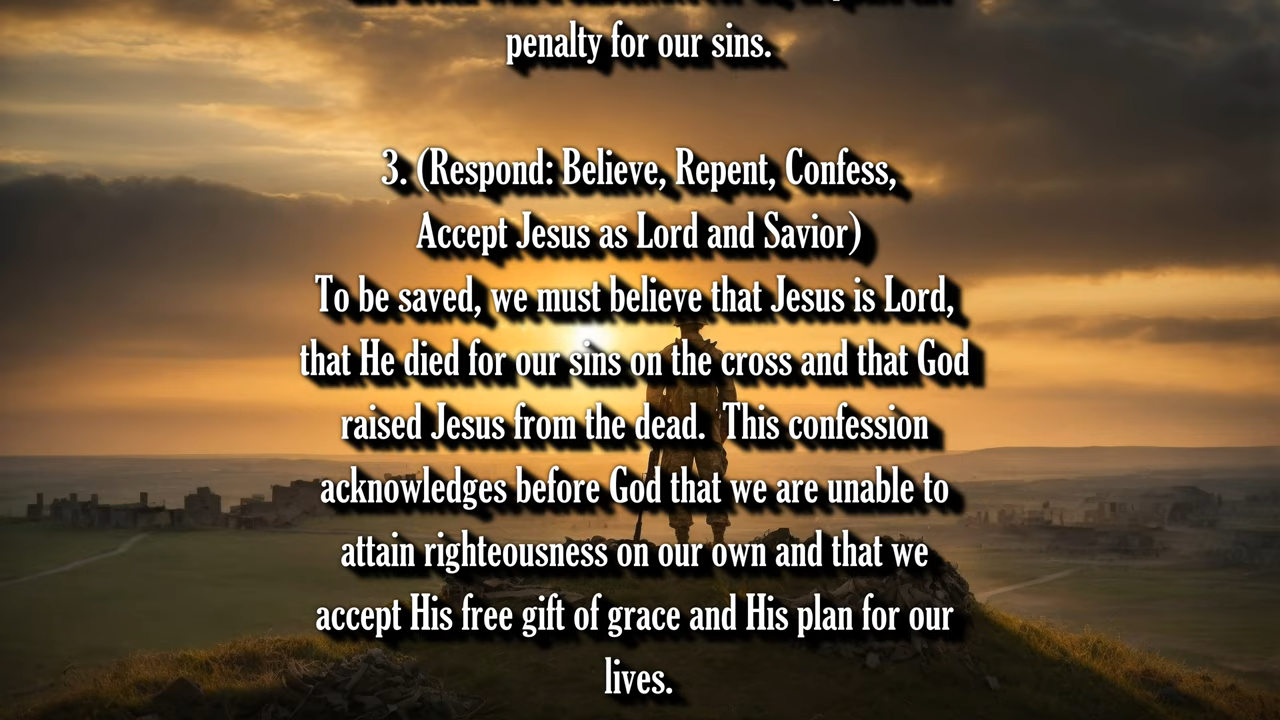 penalty for our sins.
3. (Respond: Believe, Repent, Confess,
Accept Jesus as Lord and Savior)
To be saved, we must believe that Jesus is Lord,
that He died for our sins on the cross and that God
raised Jesus from the dead.  This confession
acknowledges before God that we are unable to
attain righteousness on our own and that we
accept His free gift of grace and His plan for our
lives.